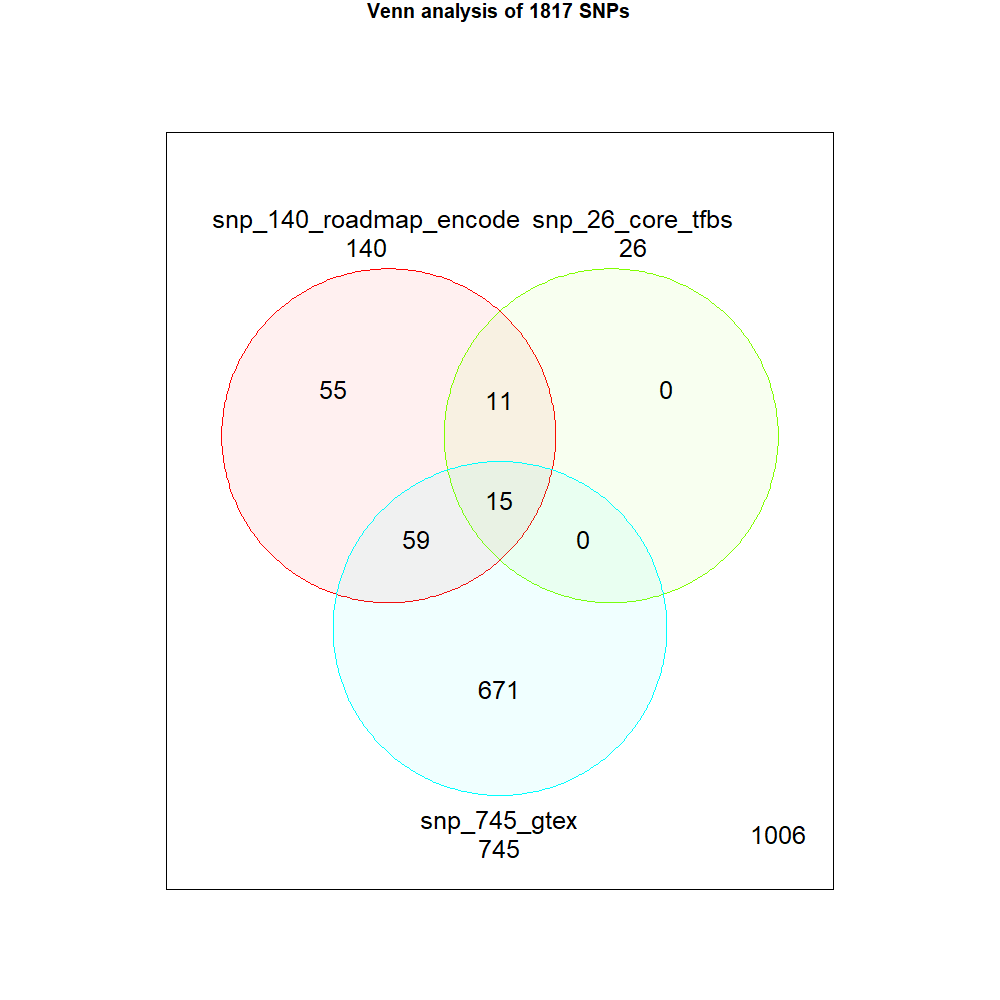 Venn analysis of 1817 SNPs
snp_140_roadmap_encode snp_26_core_tfbs
140 26
55 11 0
15
59 0
671
snp_745_gtex
745
1006